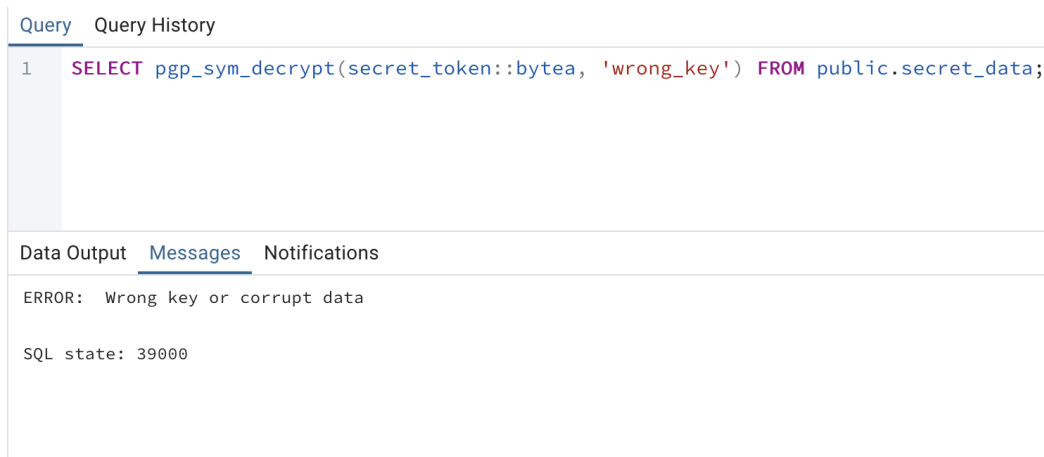 Query Query History
1 SELECT pgp_sym_decrypt(secret_token::bytea, 'wrong_key') FROM public.secret_data;
Data Output Messages Notifications
ERROR:  Wrong key or corrupt data
SQL state: 39000